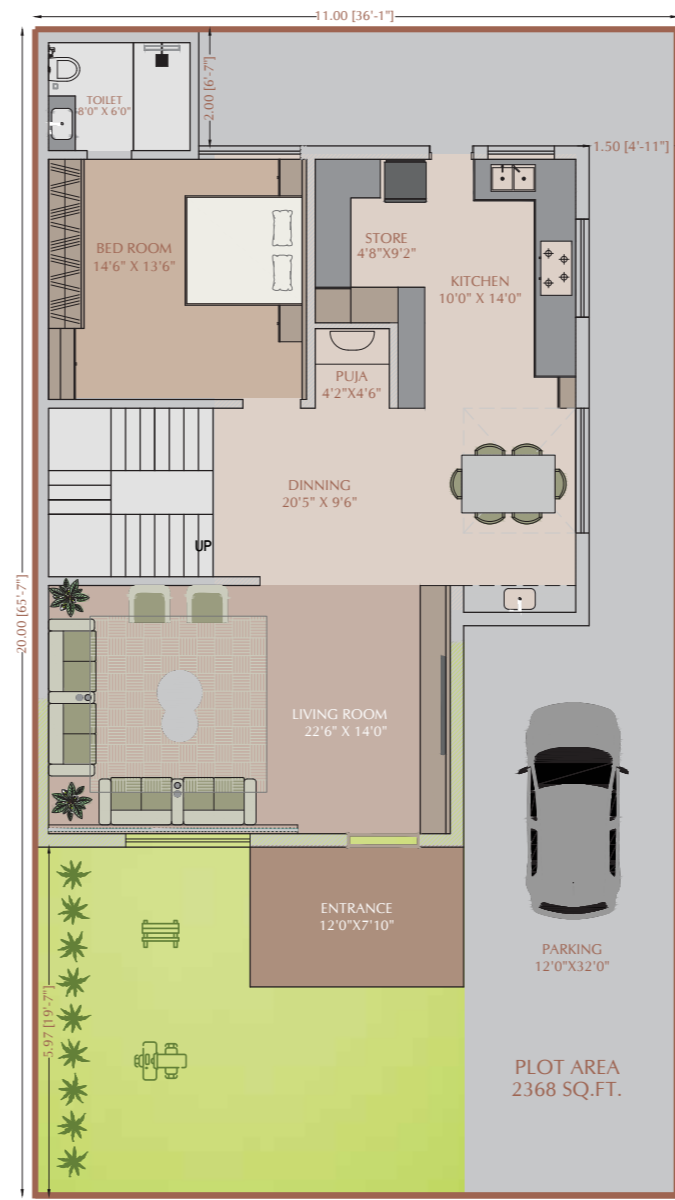 11.00 [36'-1"]
2.00 [6'-7"]
TOILET
8'0" X 6'0"
1.50 [4'-11"]
BED ROOM
14'6" X 13'6"
STORE
4'8"X9'2"
KITCHEN
10'0" X 14'0"
PUJA
4'2"X4'6"
DINNING
20'5" X 9'6"
UP
20.00 [65'-7"]
LIVING ROOM
22'6" X 14'0"
ENTRANCE
12'0"X7'10"
PARKING
12'0"X32'0"
5.97 [19'-7"]
PLOT AREA
2368 SQ.FT.